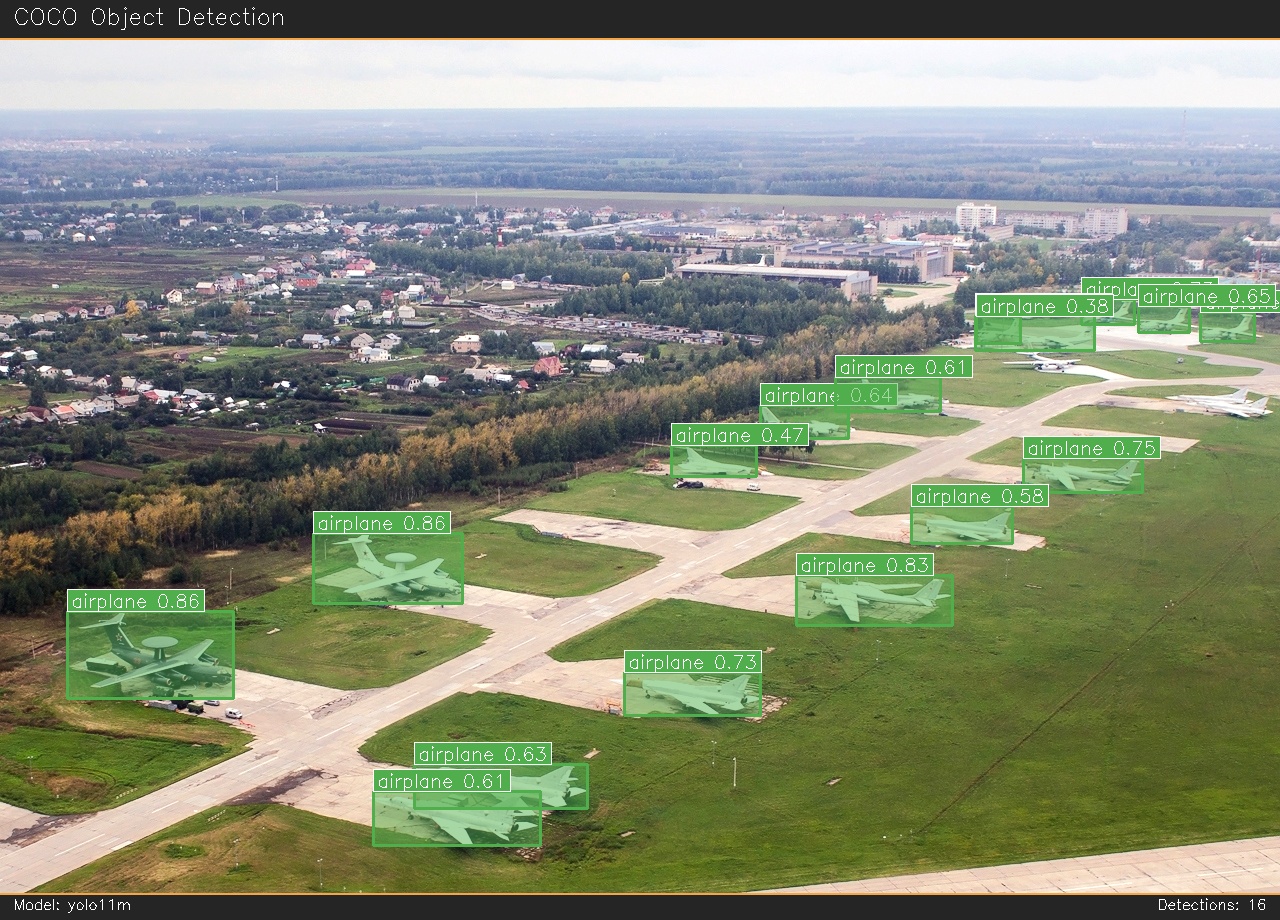 COCO Object Detection
airplane 0.38
airplane 0.65
airplane 0.61
airplane 0.64
airplane 0.47
airplane 0.75
airplane 0.58
airplane 0.86
airplane 0.83
airplane 0.86
airplane 0.73
airplane 0.63
airplane 0.61
Model: yolo11m
Detections: 16